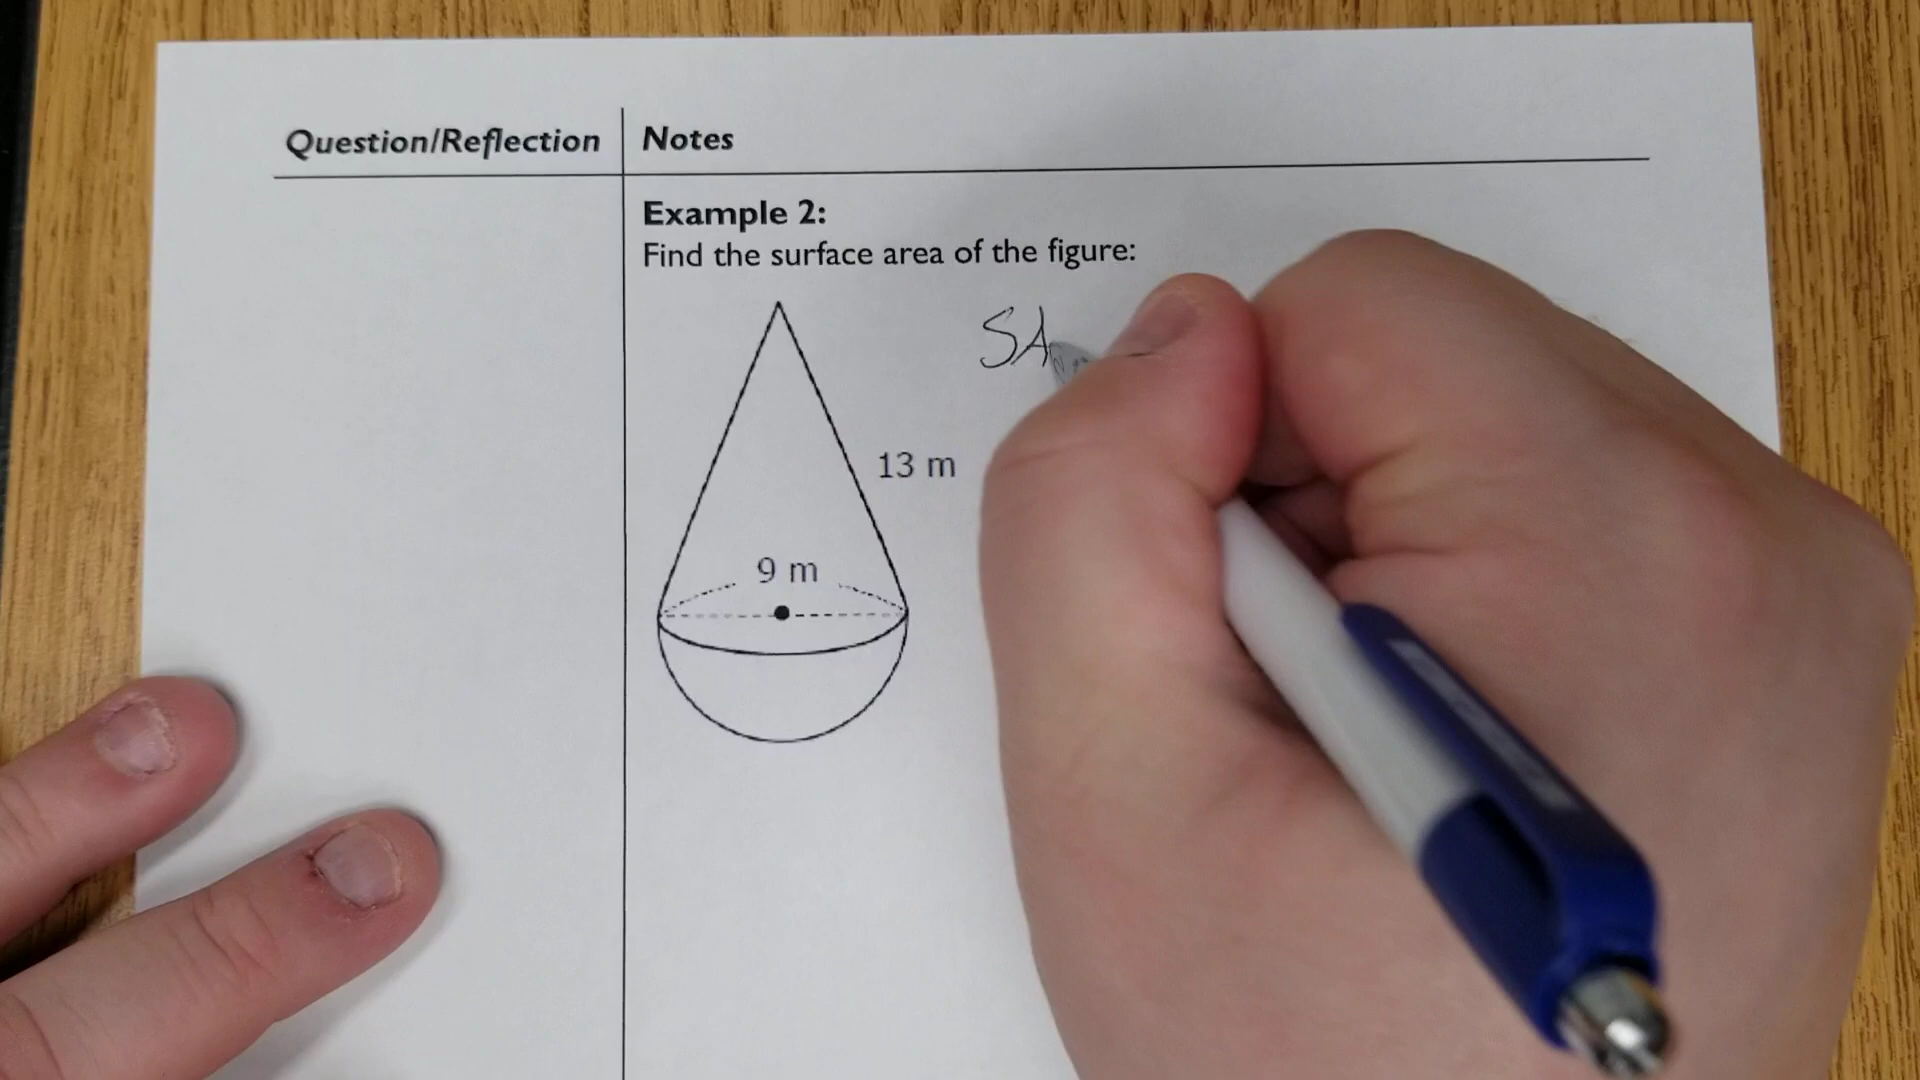 Question/Reflection
Notes
Example 2:
Find the surface area of the figure:
SA
13 m
9 m